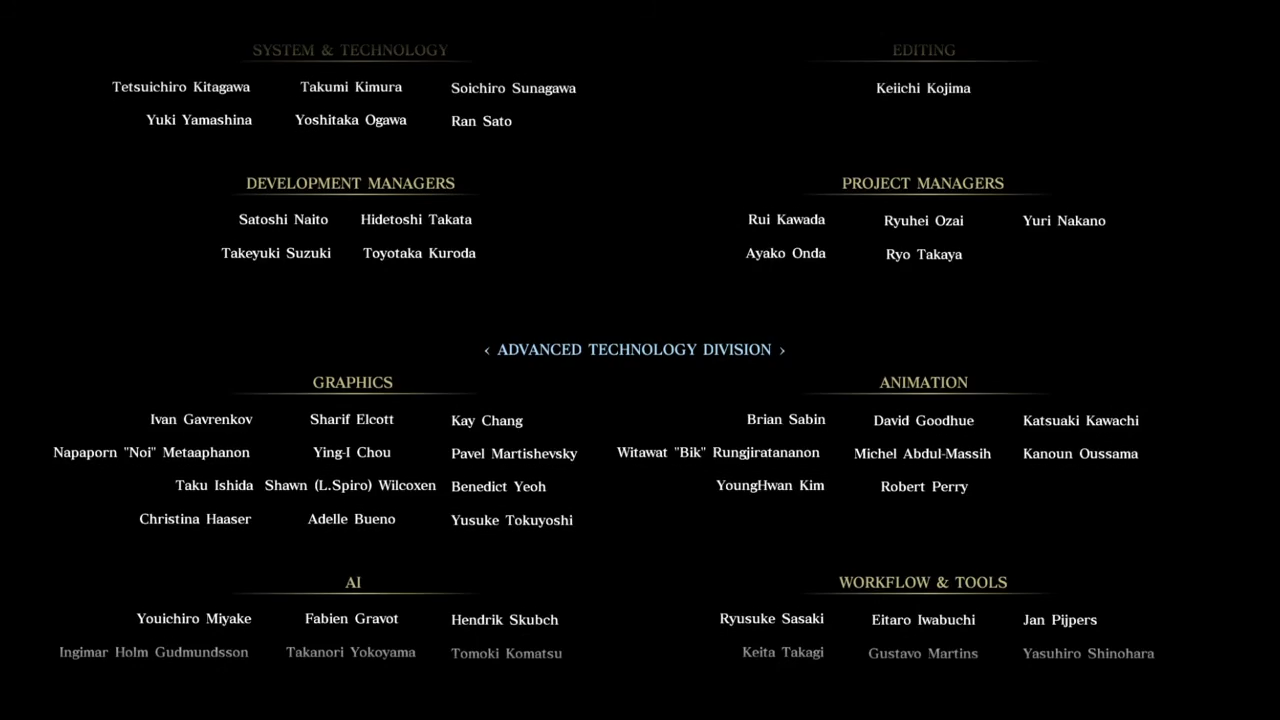 SYSTEM & TECHNOLOGY
Tetsuichiro Kitagawa Takumi Kimura Soichiro Sunagawa
Yuki Yamashina Yoshitaka Ogawa Ran Sato
EDITING
Keiichi Kojima
DEVELOPMENT MANAGERS
Satoshi Naito Hidetoshi Takata
Takeyuki Suzuki Toyotaka Kuroda
PROJECT MANAGERS
Rui Kawada Ryuhei Ozai Yuri Nakano
Ayako Onda Ryo Takaya
‹ ADVANCED TECHNOLOGY DIVISION ›
GRAPHICS
Ivan Gavrenkov Sharif Elcott Kay Chang
Napaporn "Noi" Metaaphanon Ying-I Chou Pavel Martishevsky
Taku Ishida Shawn (L.Spiro) Wilcoxen Benedict Yeoh
Christina Haaser Adelle Bueno Yusuke Tokuyoshi
ANIMATION
Brian Sabin David Goodhue Katsuaki Kawachi
Witawat "Bik" Rungjiratananon Michel Abdul-Massih Kanoun Oussama
YoungHwan Kim Robert Perry
AI
Youichiro Miyake Fabien Gravot Hendrik Skubch
Ingimar Holm Gudmundsson Takanori Yokoyama Tomoki Komatsu
WORKFLOW & TOOLS
Ryusuke Sasaki Eitaro Iwabuchi Jan Pijpers
Keita Takagi Gustavo Martins Yasuhiro Shinohara